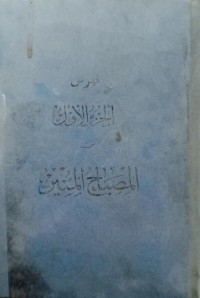 فهرس
الجزء الأول
من
المصباح المنير